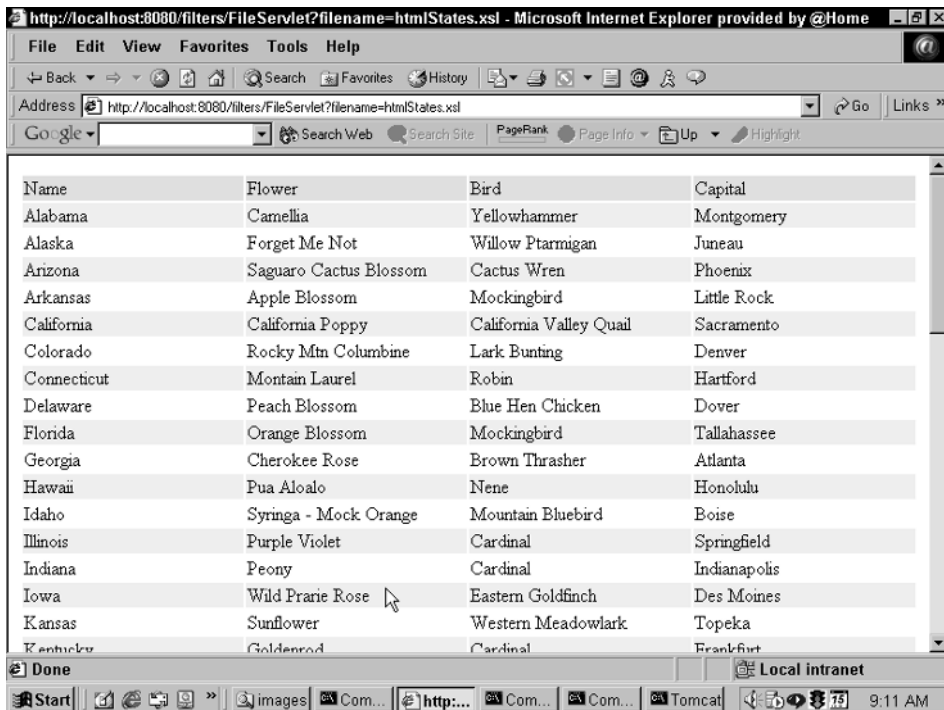 http://localhost:8080/filters/FileServlet?filename=htmlStates.xsl - Microsoft Internet Explorer provided by @Home
File Edit View Favorites Tools Help
Back Search Favorites History
Address http://localhost:8080/filters/FileServlet?filename=htmlStates.xsl Go Links »
Google Search Web Search Site PageRank Page Info Up Highlight
Name Flower Bird Capital
Alabama Camellia Yellowhammer Montgomery
Alaska Forget Me Not Willow Ptarmigan Juneau
Arizona Saguaro Cactus Blossom Cactus Wren Phoenix
Arkansas Apple Blossom Mockingbird Little Rock
California California Poppy California Valley Quail Sacramento
Colorado Rocky Mtn Columbine Lark Bunting Denver
Connecticut Montain Laurel Robin Hartford
Delaware Peach Blossom Blue Hen Chicken Dover
Florida Orange Blossom Mockingbird Tallahassee
Georgia Cherokee Rose Brown Thrasher Atlanta
Hawaii Pua Aloalo Nene Honolulu
Idaho Syringa - Mock Orange Mountain Bluebird Boise
Illinois Purple Violet Cardinal Springfield
Indiana Peony Cardinal Indianapolis
Iowa Wild Prarie Rose Eastern Goldfinch Des Moines
Kansas Sunflower Western Meadowlark Topeka
Kentucky Goldenrod Cardinal Frankfurt
Done Local intranet
Start » images Com... http:... Com... Com... Tomcat 75 9:11 AM